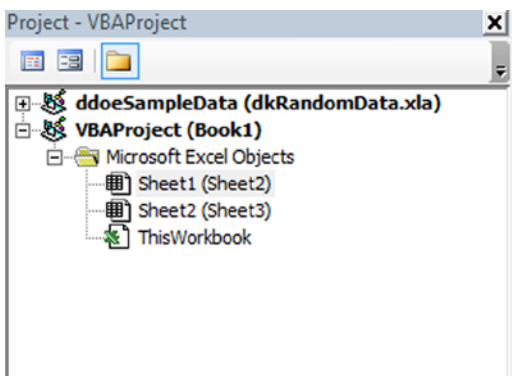 Project - VBAProject
ddoeSampleData (dkRandomData.xla)
VBAProject (Book1)
Microsoft Excel Objects
Sheet1 (Sheet2)
Sheet2 (Sheet3)
ThisWorkbook